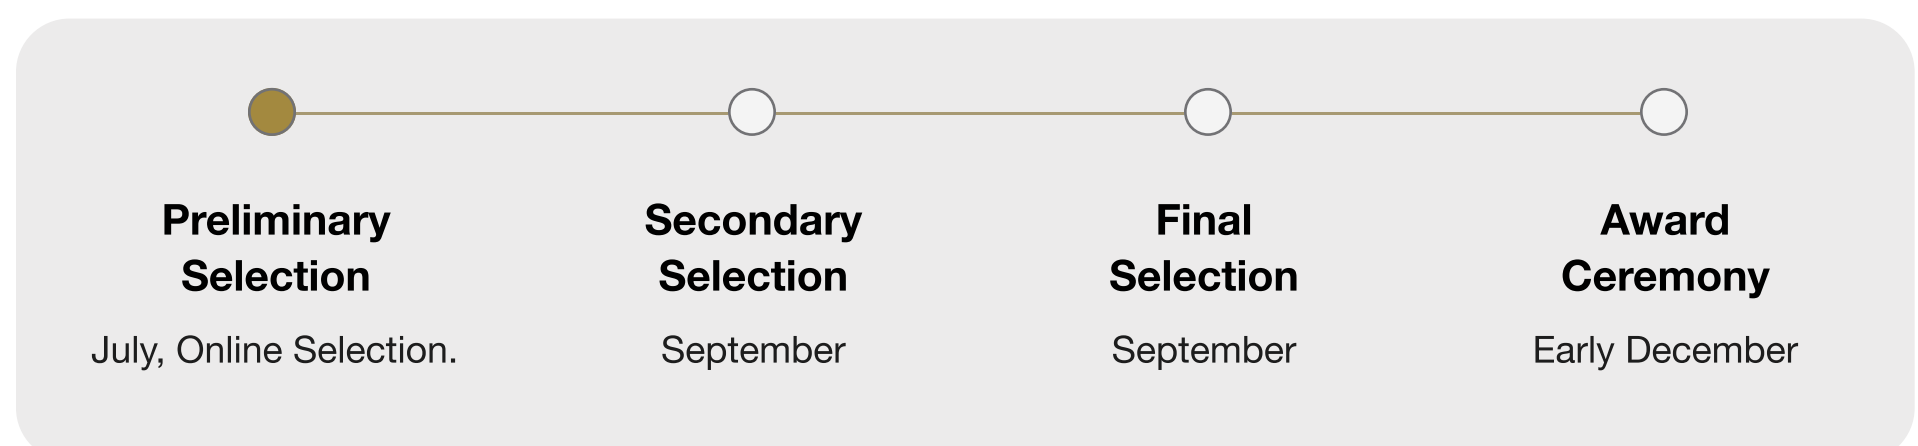 Preliminary
Selection
July, Online Selection.
Secondary
Selection
September
Final
Selection
September
Award
Ceremony
Early December